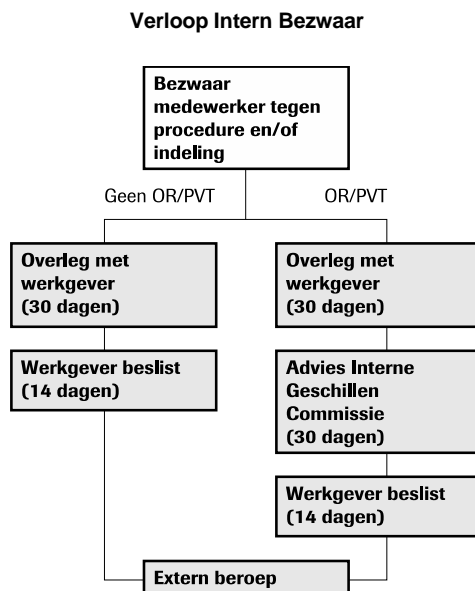 Verloop Intern Bezwaar
Bezwaar
medewerker tegen
procedure en/of
indeling
Geen OR/PVT
OR/PVT
Overleg met
werkgever
(30 dagen)
Werkgever beslist
(14 dagen)
Overleg met
werkgever
(30 dagen)
Advies Interne
Geschillen
Commissie
(30 dagen)
Werkgever beslist
(14 dagen)
Extern beroep